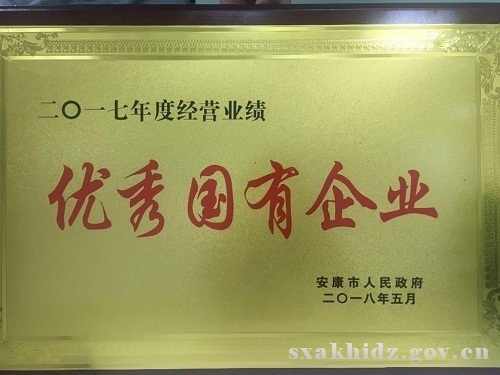 二〇一七年度经营业绩
优秀国有企业
安康市人民政府
二〇一八年五月
sxakhidz.gov.cn